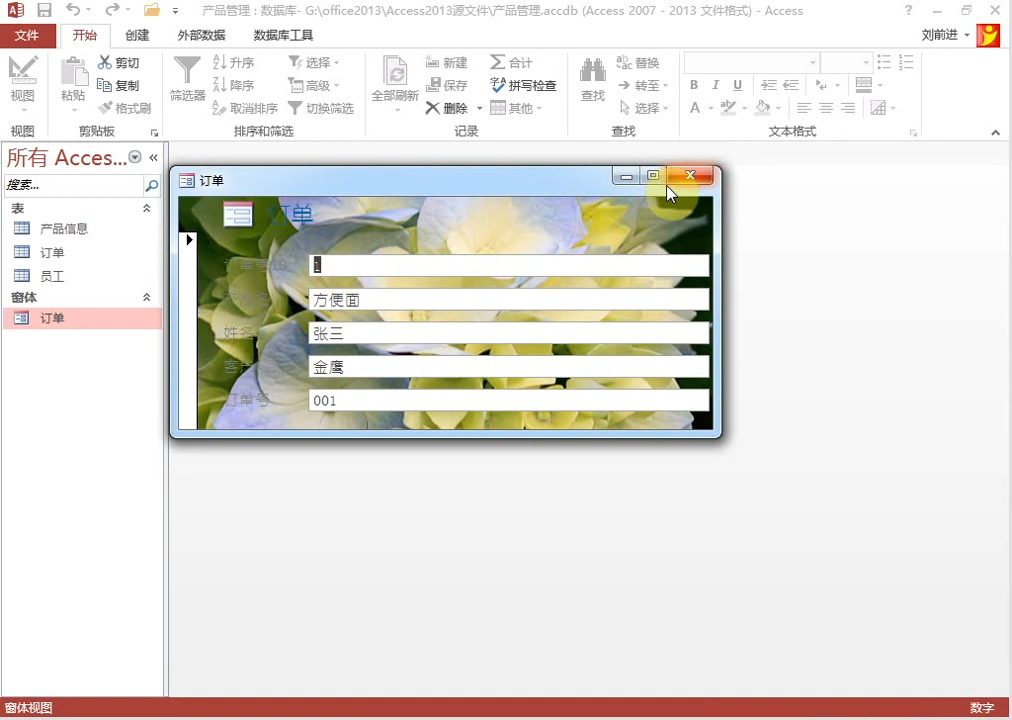 产品管理 : 数据库- G:\office2013\Access2013源文件\产品管理.accdb (Access 2007 - 2013 文件格式) - Access
文件 开始 创建 外部数据 数据库工具 刘前进
视图 粘贴 剪切 复制 格式刷
筛选器 升序 降序 取消排序 选择 高级 切换筛选
全部刷新 新建 保存 删除 合计 拼写检查 其他
查找 替换 转至 选择
B I U A
视图 剪贴板 排序和筛选 记录 查找 文本格式
所有 Acces...
搜索...
表
产品信息
订单
员工
窗体
订单
订单
订单
1
方便面
姓名 张三
客户 金鹰
订单号 001
窗体视图 数字